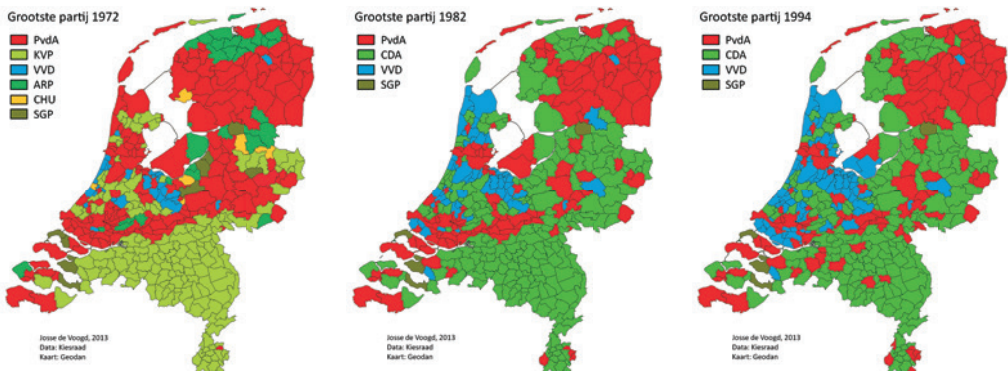 Grootste partij 1972
PvdA
KVP
VVD
ARP
CHU
SGP
Josse de Voogd, 2013
Data: Kiesraad
Kaart: Geodan
Grootste partij 1982
PvdA
CDA
VVD
SGP
Josse de Voogd, 2013
Data: Kiesraad
Kaart: Geodan
Grootste partij 1994
PvdA
CDA
VVD
SGP
Josse de Voogd, 2013
Data: Kiesraad
Kaart: Geodan